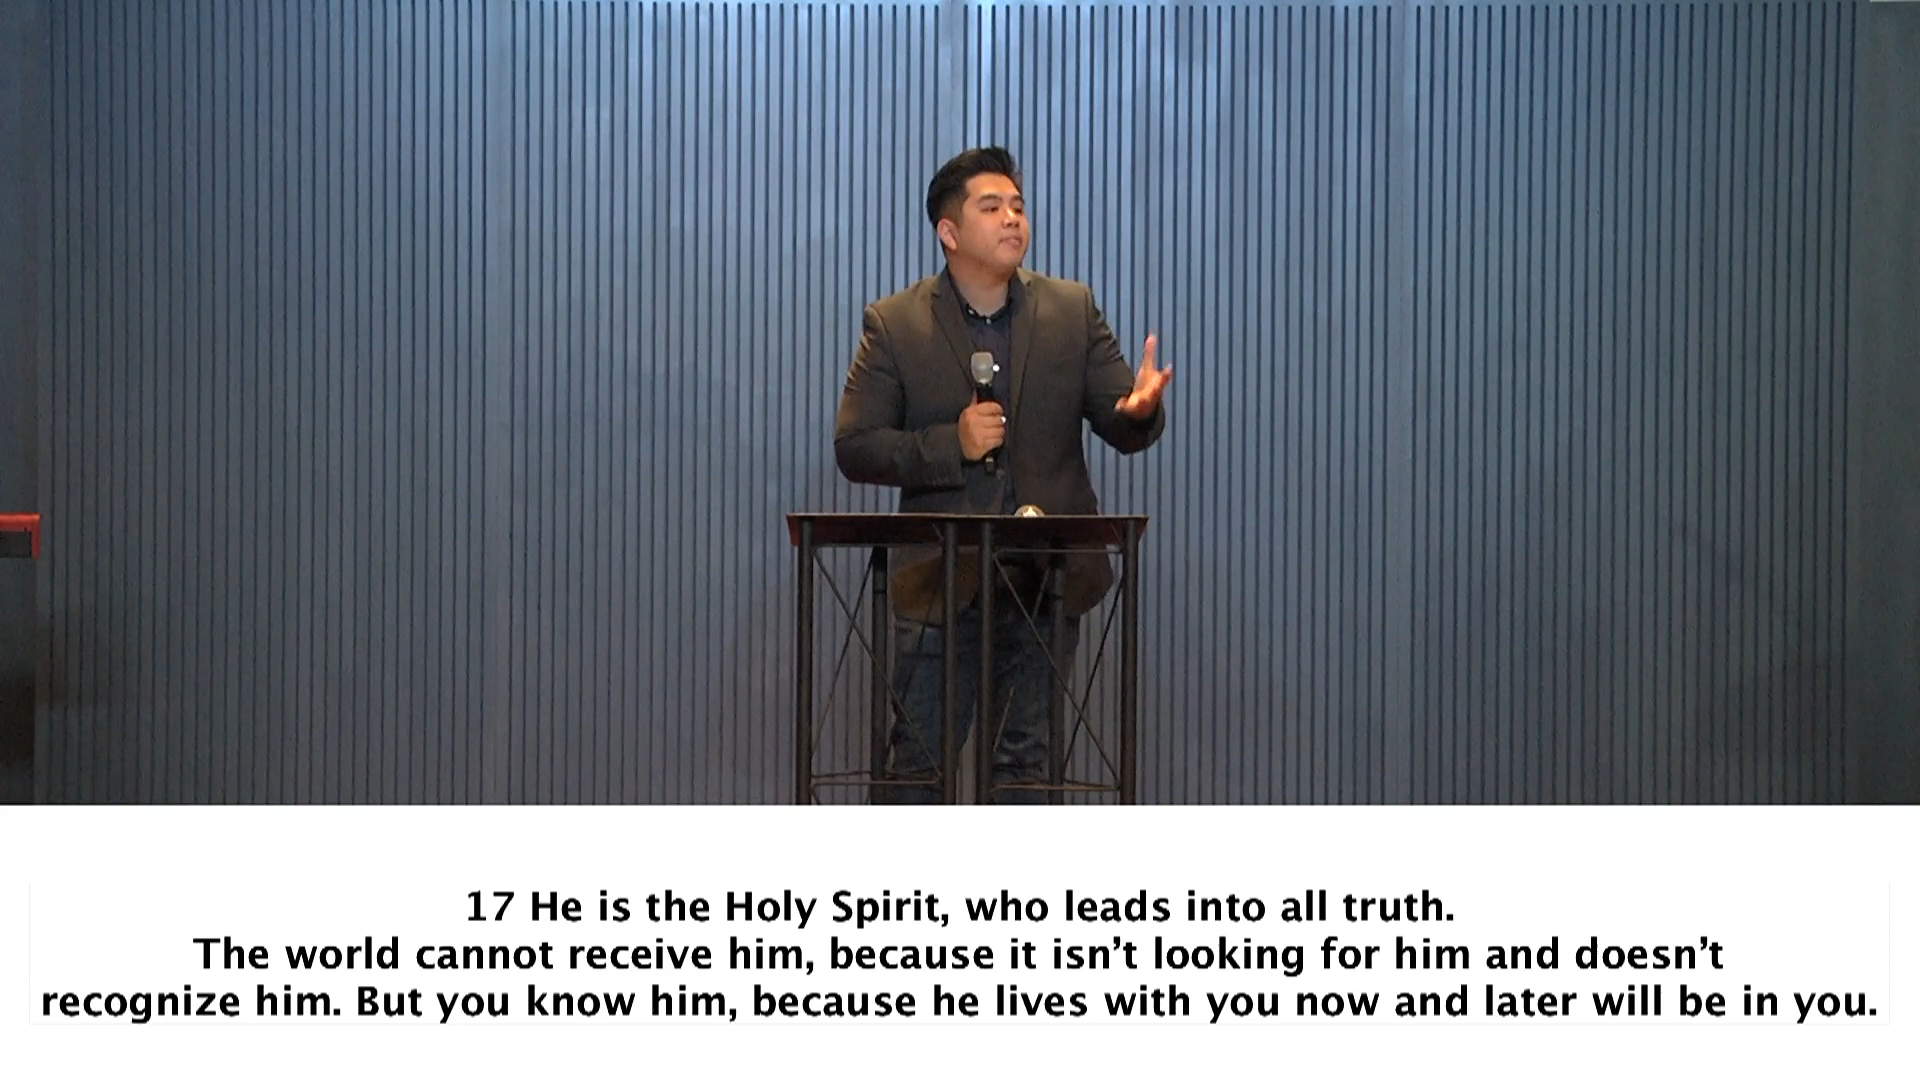 17 He is the Holy Spirit, who leads into all truth.
The world cannot receive him, because it isn’t looking for him and doesn’t
recognize him. But you know him, because he lives with you now and later will be in you.